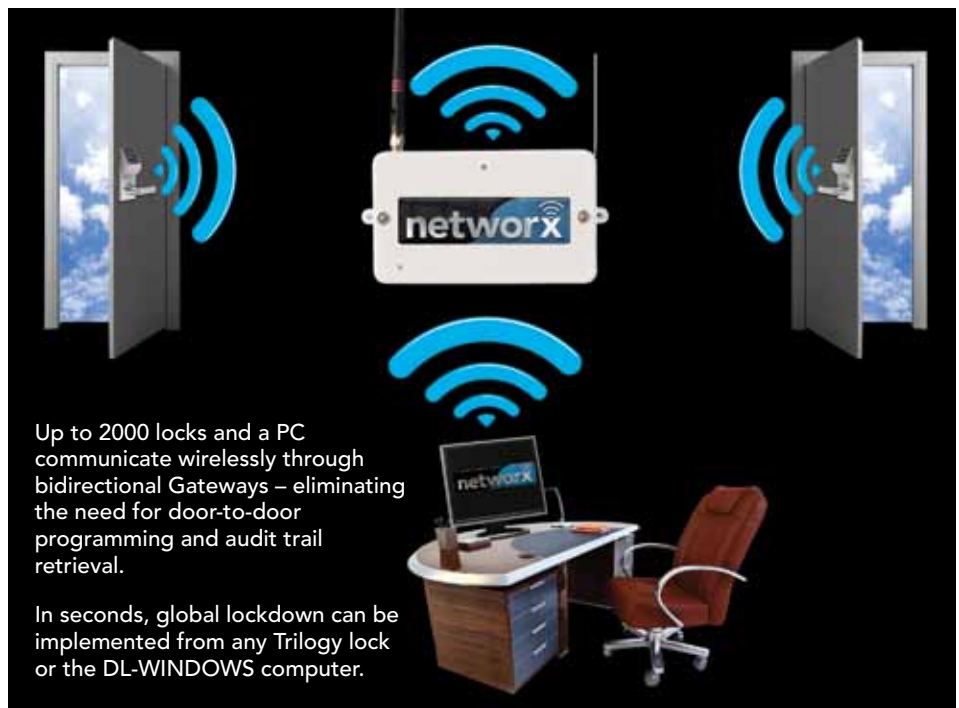 networx
networx
Up to 2000 locks and a PC
communicate wirelessly through
bidirectional Gateways – eliminating
the need for door-to-door
programming and audit trail
retrieval.
In seconds, global lockdown can be
implemented from any Trilogy lock
or the DL-WINDOWS computer.